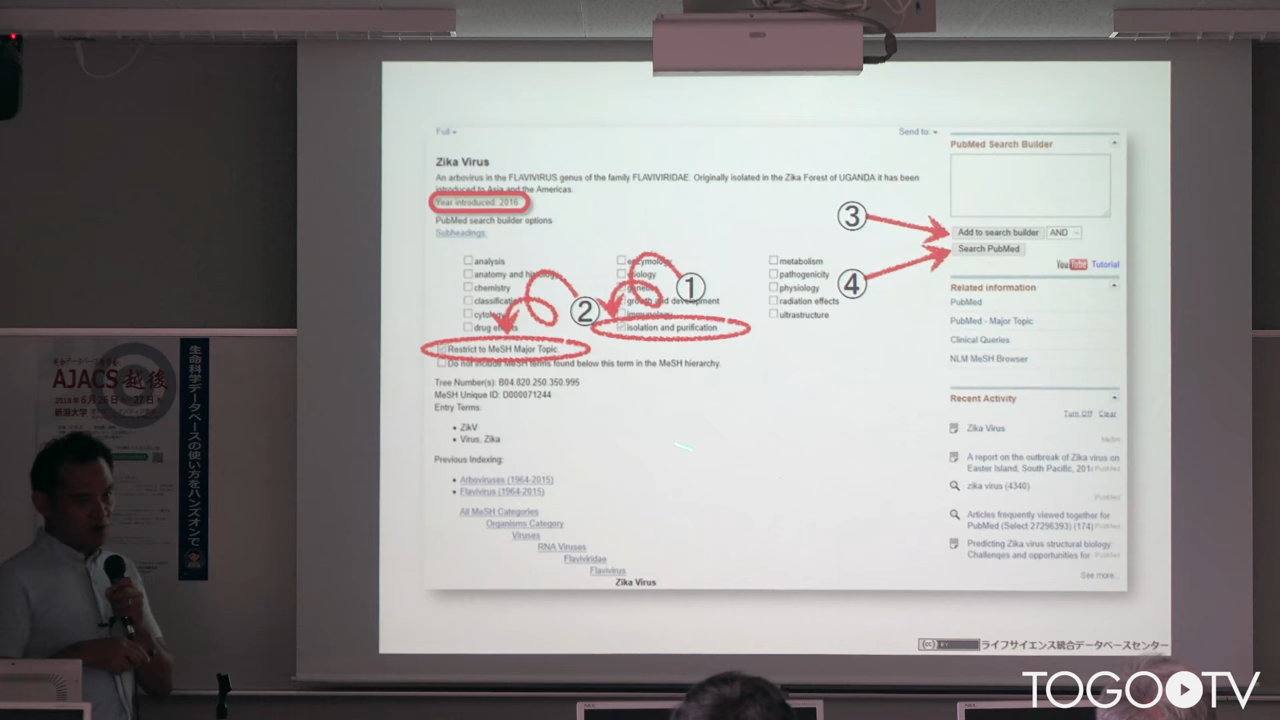 Full
Send to:
Zika Virus
An arbovirus in the FLAVIVIRUS genus of the family FLAVIVIRIDAE. Originally isolated in the Zika Forest of UGANDA it has been
introduced to Asia and the Americas.
Year introduced: 2016
PubMed search builder options
Subheadings:
analysis
anatomy and histology
chemistry
classification
cytology
drug effects
enzymology
etiology
genetics
growth and development
immunology
isolation and purification
metabolism
pathogenicity
physiology
radiation effects
ultrastructure
①
②
③
④
Restrict to MeSH Major Topic.
Do not include MeSH terms found below this term in the MeSH hierarchy.
Tree Number(s): B04.820.250.350.995
MeSH Unique ID: D000071244
Entry Terms:
• ZikV
• Virus, Zika
Previous Indexing:
• Arboviruses (1964-2015)
• Flavivirus (1964-2015)
All MeSH Categories
Organisms Category
Viruses
RNA Viruses
Flaviviridae
Flavivirus
Zika Virus
PubMed Search Builder
Add to search builder AND
Search PubMed
YouTube Tutorial
Related information
PubMed
PubMed - Major Topic
Clinical Queries
NLM MeSH Browser
Recent Activity
Turn Off Clear
Zika Virus
MeSH
A report on the outbreak of Zika virus on
Easter Island, South Pacific, 201
PubMed
zika virus (4340)
PubMed
Articles frequently viewed together for
PubMed (Select 27296393) (174)
PubMed
Predicting Zika virus structural biology:
Challenges and opportunities for
PubMed
See more...
(cc)
ライフサイエンス統合データベースセンター
AJACS越後
新潟大学
生命科学データベースの使い方をハンズオンで
TOGOTV